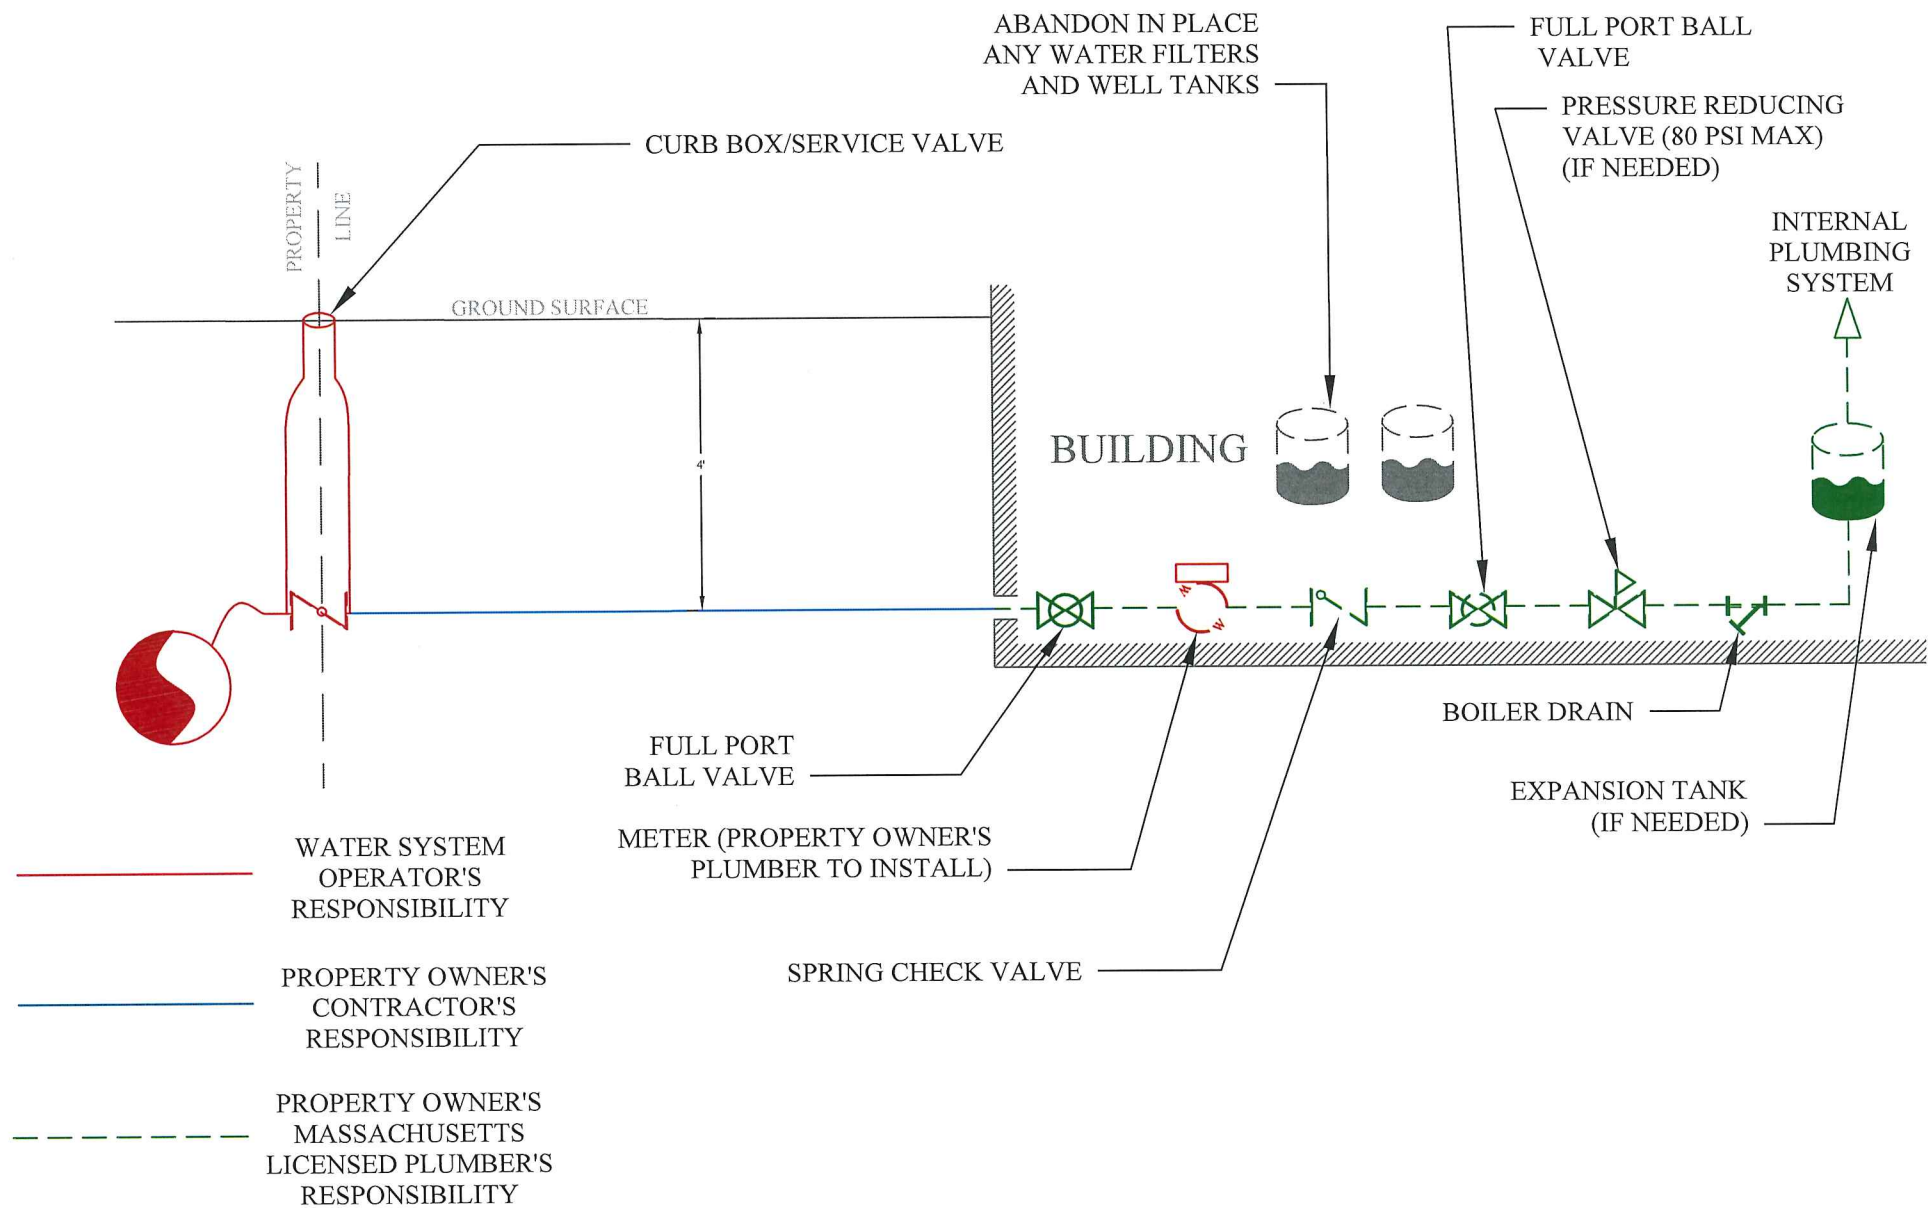 ABANDON IN PLACE
ANY WATER FILTERS
AND WELL TANKS
FULL PORT BALL
VALVE
PRESSURE REDUCING
VALVE (80 PSI MAX)
(IF NEEDED)
CURB BOX/SERVICE VALVE
PROPERTY
LINE
INTERNAL
PLUMBING
SYSTEM
GROUND SURFACE
4'
BUILDING
M
W
BOILER DRAIN
FULL PORT
BALL VALVE
EXPANSION TANK
(IF NEEDED)
METER (PROPERTY OWNER'S
PLUMBER TO INSTALL)
SPRING CHECK VALVE
WATER SYSTEM
OPERATOR'S
RESPONSIBILITY
PROPERTY OWNER'S
CONTRACTOR'S
RESPONSIBILITY
PROPERTY OWNER'S
MASSACHUSETTS
LICENSED PLUMBER'S
RESPONSIBILITY